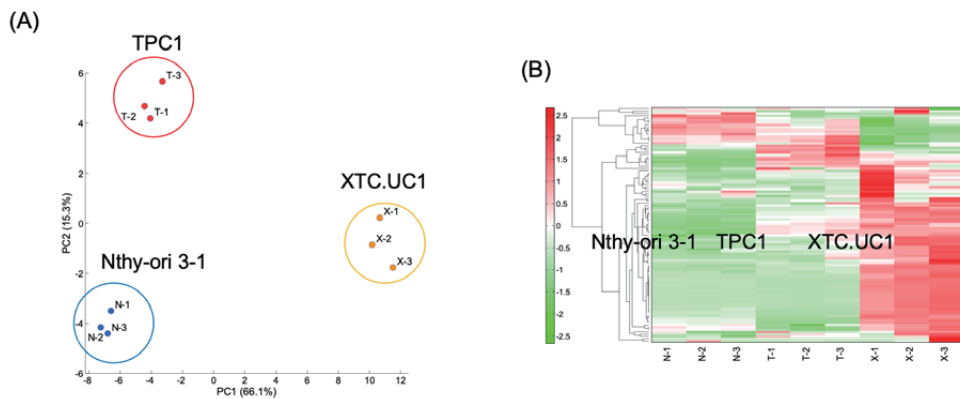 (A)
TPC1
T-3
T-2
T-1
XTC.UC1
X-1
X-2
X-3
Nthy-ori 3-1
N-1
N-2
N-3
6
4
2
0
-2
-4
-6
PC2 (15.3%)
-8
-6
-4
-2
0
2
4
6
8
10
12
PC1 (66.1%)
(B)
2.5
2
1.5
1
0.5
0
-0.5
-1
-1.5
-2
-2.5
Nthy-ori 3-1
TPC1
XTC.UC1
N-1
N-2
N-3
T-1
T-2
T-3
X-1
X-2
X-3